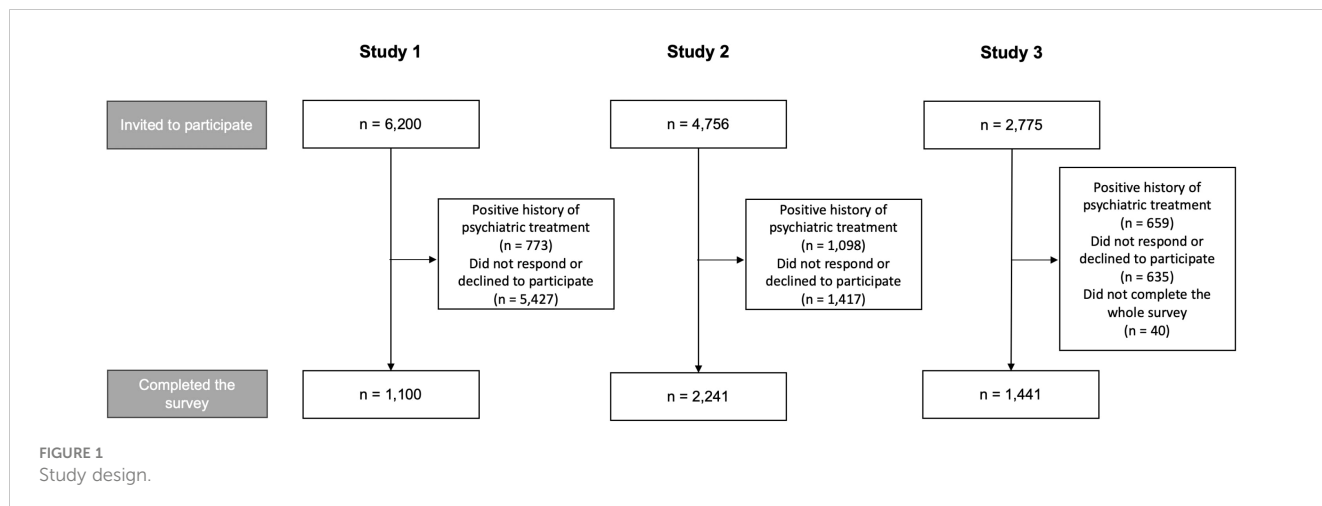 Study 1
Study 2
Study 3
Invited to participate
n = 6,200
n = 4,756
n = 2,775
Positive history of
psychiatric treatment
(n = 773)
Did not respond or
declined to participate
(n = 5,427)
Positive history of
psychiatric treatment
(n = 1,098)
Did not respond or
declined to participate
(n = 1,417)
Positive history of
psychiatric treatment
(n = 659)
Did not respond or
declined to participate
(n = 635)
Did not complete the
whole survey
(n = 40)
Completed the
survey
n = 1,100
n = 2,241
n = 1,441
FIGURE 1
Study design.